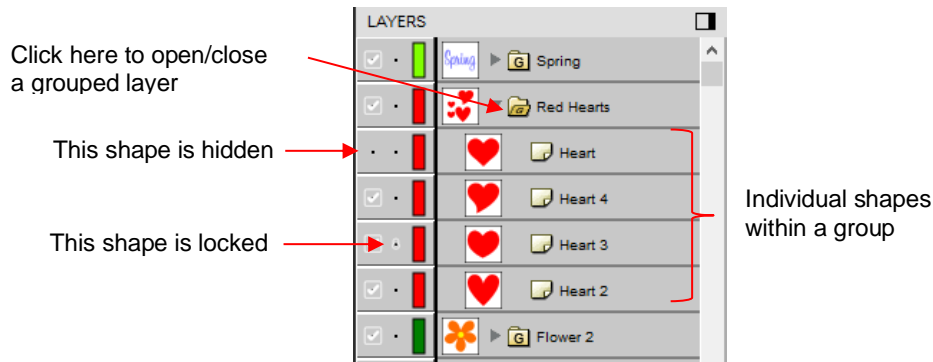 LAYERS
Click here to open/close
a grouped layer
Spring
G Spring
G Red Hearts
This shape is hidden
Heart
Heart 4
Individual shapes
within a group
This shape is locked
Heart 3
Heart 2
G Flower 2